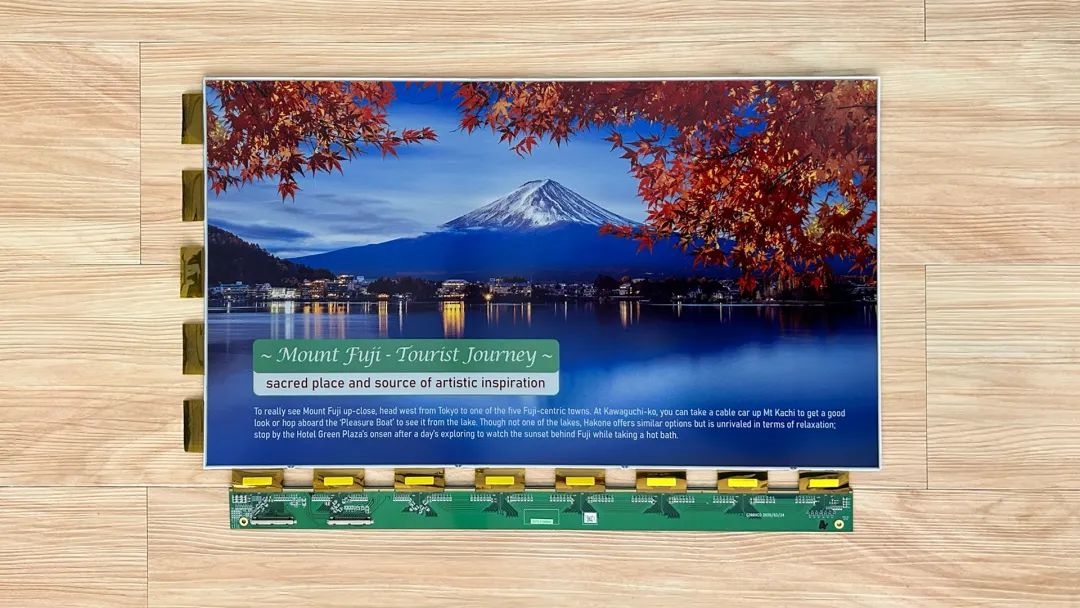 ~ Mount Fuji - Tourist Journey ~
sacred place and source of artistic inspiration
To really see Mount Fuji up-close, head west from Tokyo to one of the five Fuji-centric towns. At Kawaguchi-ko, you can take a cable car up Mt Kachi to get a good
look or hop aboard the 'Pleasure Boat' to see it from the lake. Though not one of the lakes, Hakone offers similar options but is unrivaled in terms of relaxation;
stop by the Hotel Green Plaza's onsen after a day's exploring to watch the sunset behind Fuji while taking a hot bath.